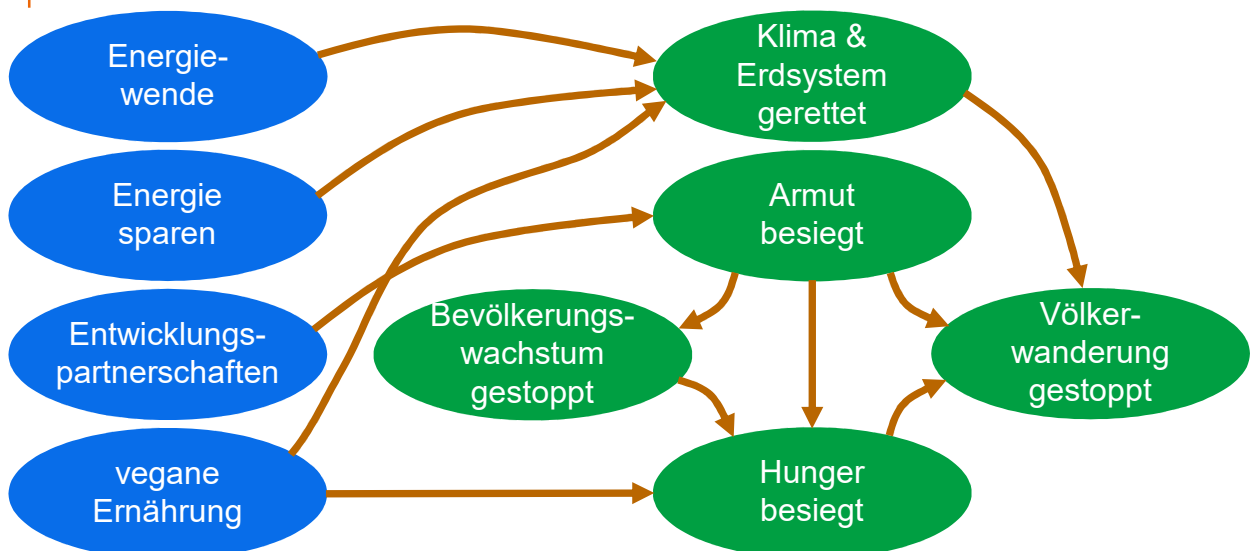 Energie-
wende
Klima &
Erdsystem
gerettet
Energie
sparen
Armut
besiegt
Entwicklungs-
partnerschaften
Bevölkerungs-
wachstum
gestoppt
Völker-
wanderung
gestoppt
vegane
Ernährung
Hunger
besiegt